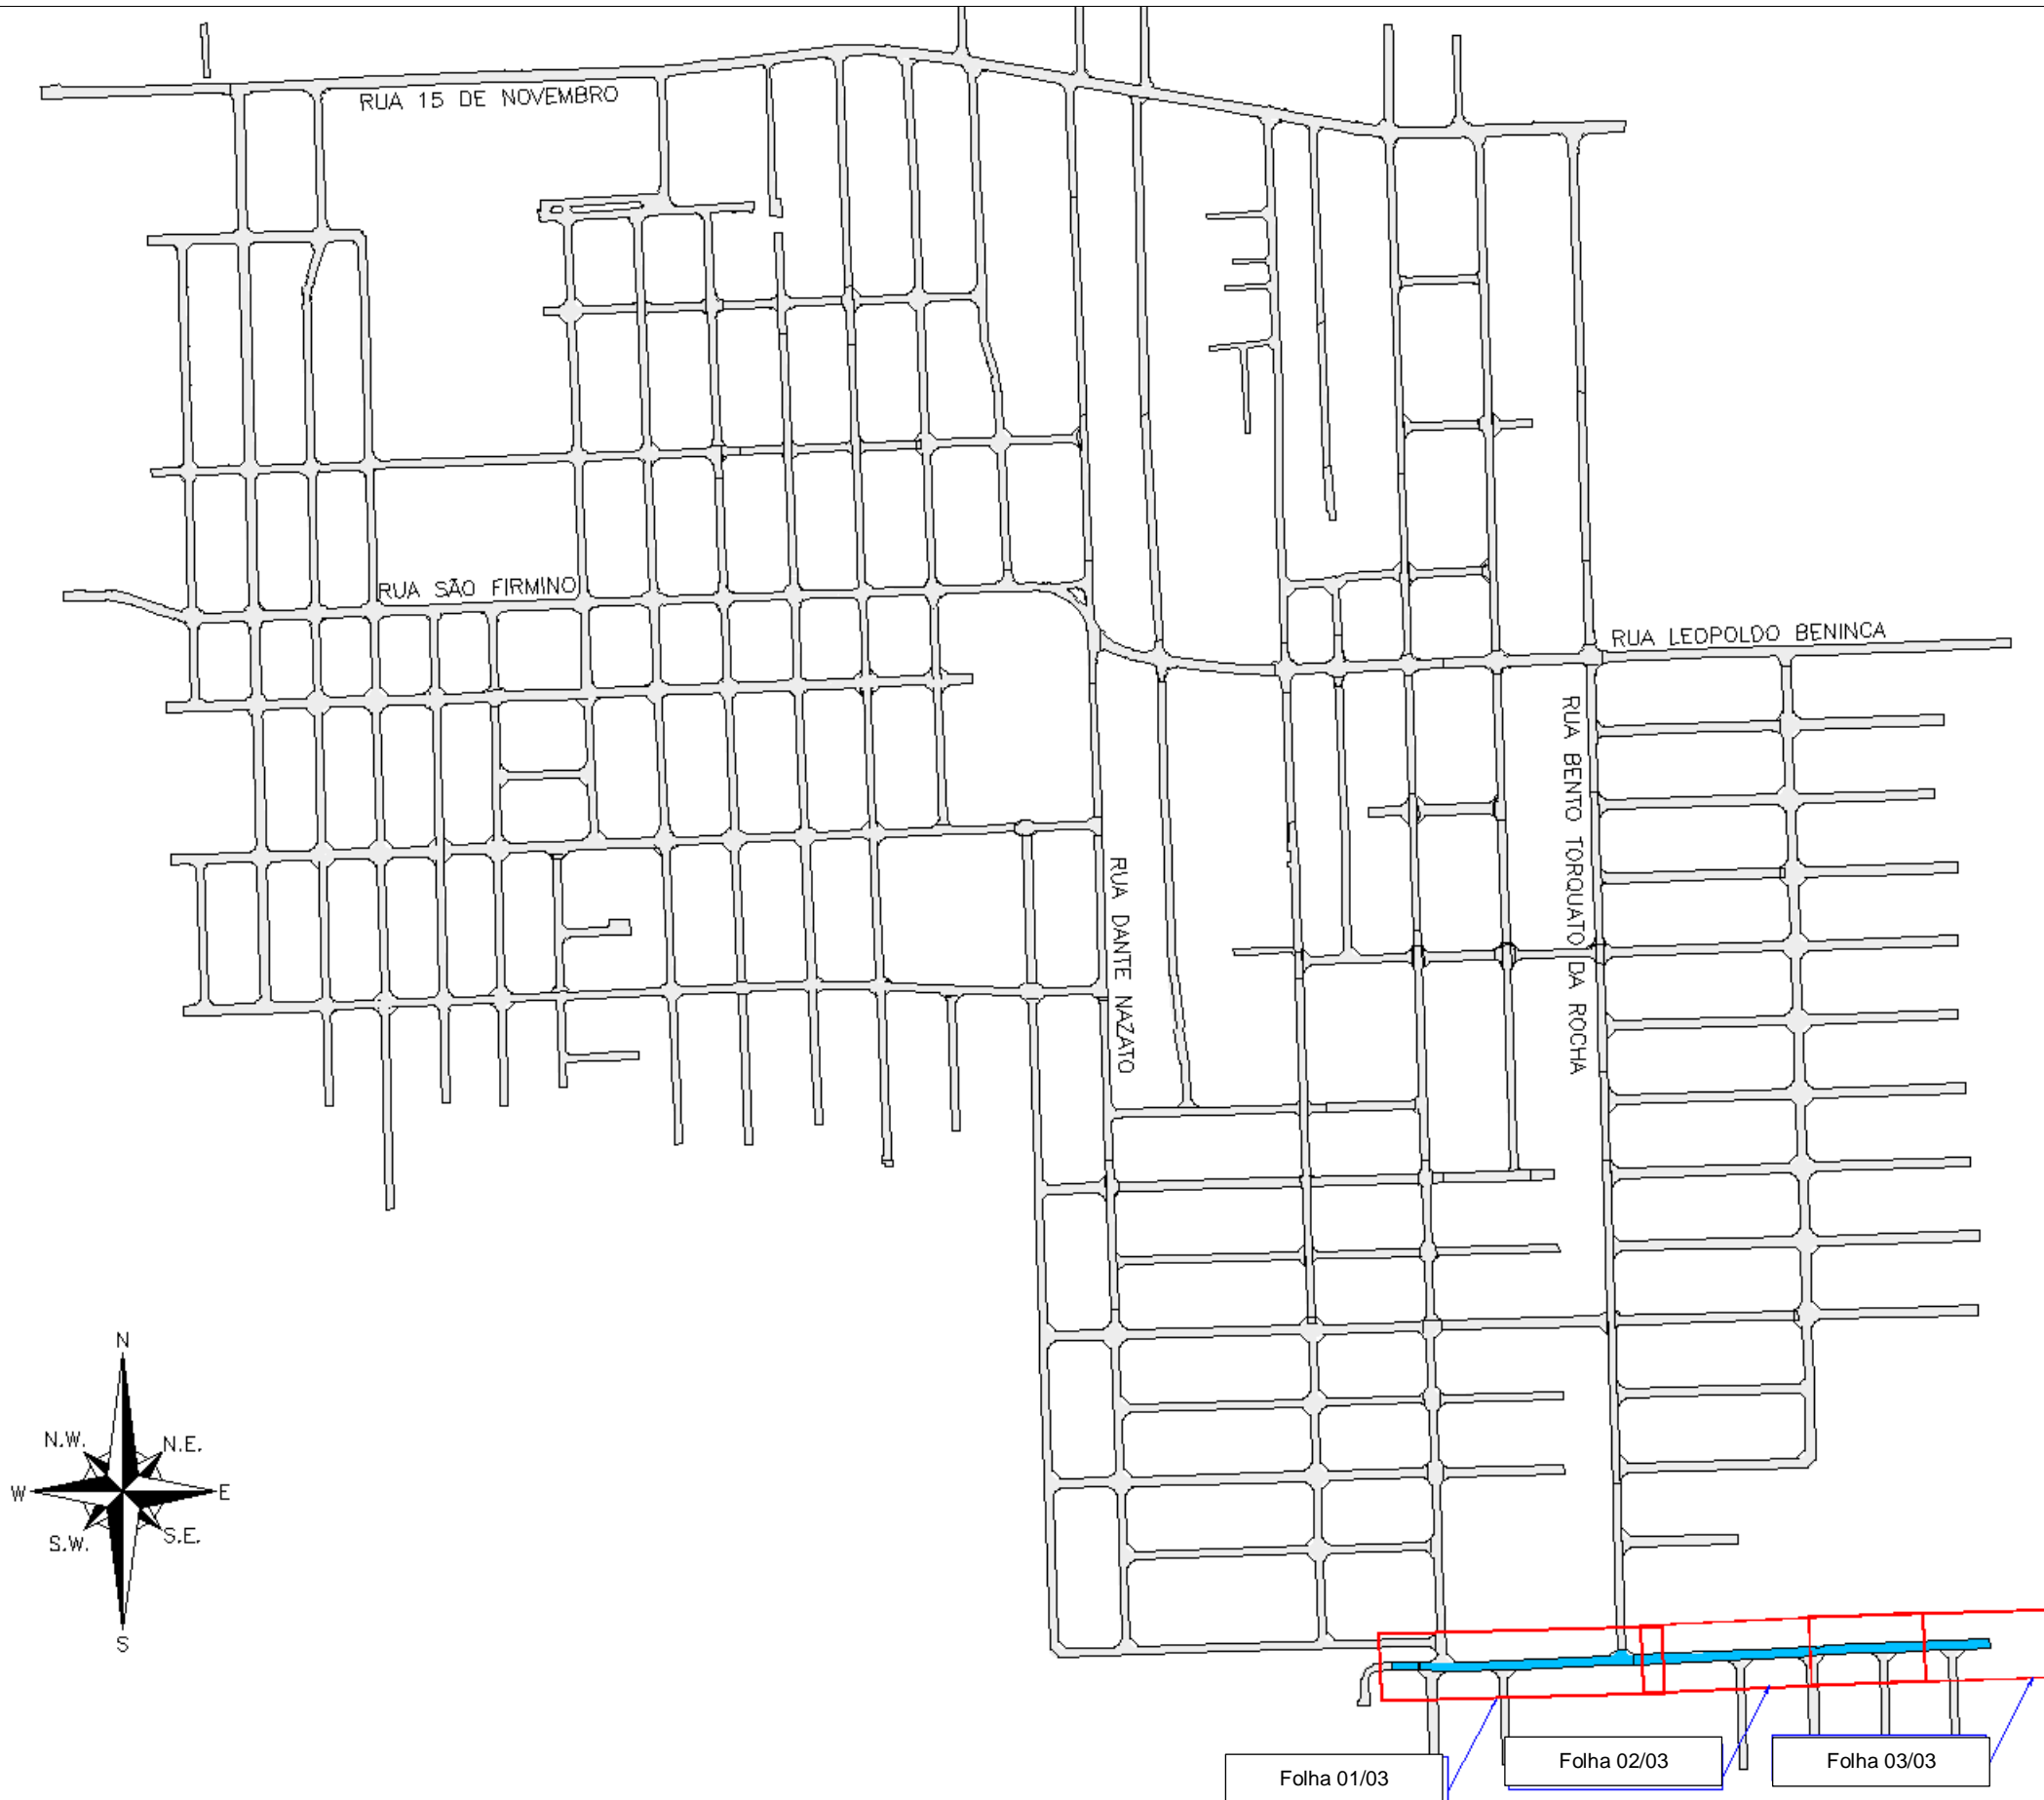 RUA 15 DE NOVEMBRO
RUA SÃO FIRMINO
RUA LEOPOLDO BENINCA
RUA BENTO TORQUATO DA ROCHA
RUA DANTE NAZATO
N
N.W.
N.E.
W
E
S.W.
S.E.
S
Folha 01/03
Folha 02/03
Folha 03/03